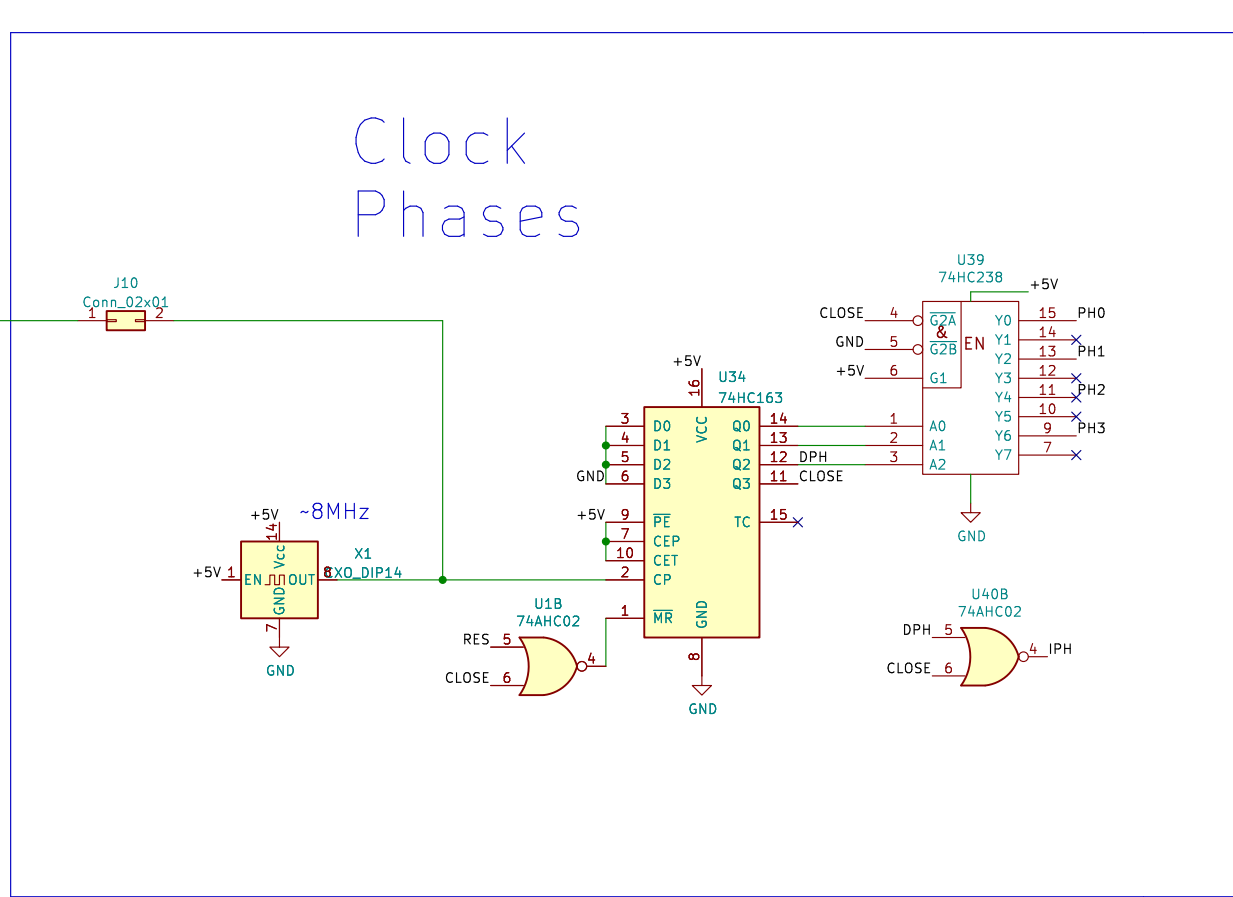 Clock
Phases
J10
Conn_02x01
1
2
~8MHz
+5V
14
Vcc
X1
CXO_DIP14
+5V
1
EN
OUT
8
GND
7
GND
+5V
16
U34
74HC163
VCC
3
D0
4
D1
5
D2
GND
6
D3
+5V
9
PE
7
CEP
10
CET
2
CP
1
MR
GND
8
GND
Q0
14
Q1
13
Q2
12
DPH
Q3
11
CLOSE
TC
15
U1B
74AHC02
RES
5
CLOSE
6
4
U39
74HC238
+5V
CLOSE
4
G2A
&
GND
5
G2B
EN
+5V
6
G1
1
A0
2
A1
3
A2
Y0
15
PH0
Y1
14
Y2
13
PH1
Y3
12
Y4
11
PH2
Y5
10
Y6
9
PH3
Y7
7
GND
U40B
74AHC02
DPH
5
CLOSE
6
4
IPH